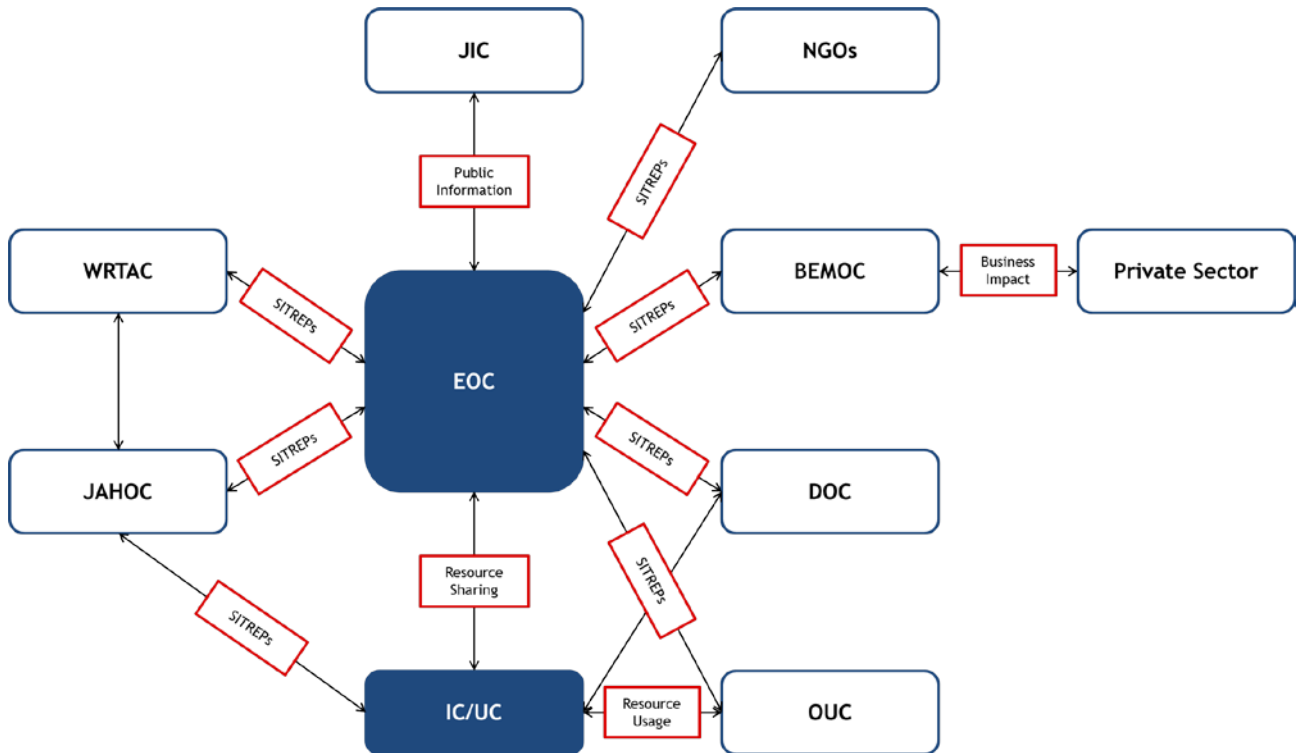 JIC
NGOs
Public
Information
SITREPs
WRTAC
BEMOC
Business
Impact
Private Sector
SITREPs
SITREPs
EOC
SITREPs
SITREPs
JAHOC
DOC
Resource
Sharing
SITREPs
SITREPs
IC/UC
Resource
Usage
OUC